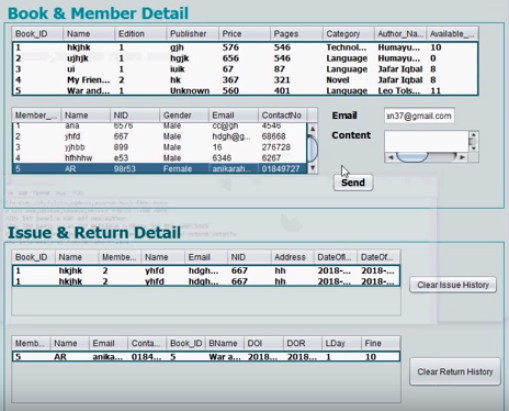 Book & Member Detail
Book_ID Name Edition Publisher Price Pages Category Author_Na... Available_...
1 hkjhk 1 gjh 576 546 Technol... Humayu... 10
2 ujhjk 1 hgjk 656 546 Language Humayu... 0
3 ui 1 iuik 67 87 Language Jafar Iqbal 8
4 My Frien... 2 hk 367 321 Novel Jafar Iqbal 8
5 War and... 1 Unknown 560 401 Language Leo Tols... 11
Member_... Name NID Gender Email ContactNo
1 ana 6576 Male cc@gh 4546
2 yhfd 667 Male hdgh@g... 68668
3 yjhbb 899 Male 16 276728
4 hfhhhw e53 Male 6346 6267
5 AR 98r53 Female anikarah... 01849727
Email an37@gmail.com
Content
Send
Issue & Return Detail
Book_ID Name Membe... Name Email NID Address DateOfI... DateOf...
1 hkjhk 2 yhfd hdgh... 667 hh 2018-... 2018-...
1 hkjhk 2 yhfd hdgh... 667 hh 2018-... 2018-...
Clear Issue History
Memb... Name Email Conta... Book_ID BName DOI DOR LDay Fine
5 AR anika... 0184... 5 War a... 2018... 2018... 1 10
Clear Return History